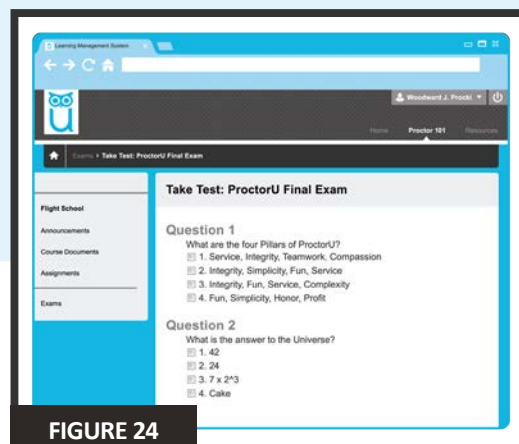 Learning Management System
Woodward J. Procki
Home Proctor 101 Resources
Exams › Take Test: ProctorU Final Exam
Flight School
Announcements
Course Documents
Assignments
Exams
Take Test: ProctorU Final Exam
Question 1
What are the four Pillars of ProctorU?
1. Service, Integrity, Teamwork, Compassion
2. Integrity, Simplicity, Fun, Service
3. Integrity, Fun, Service, Complexity
4. Fun, Simplicity, Honor, Profit
Question 2
What is the answer to the Universe?
1. 42
2. 24
3. 7 x 2^3
4. Cake
FIGURE 24